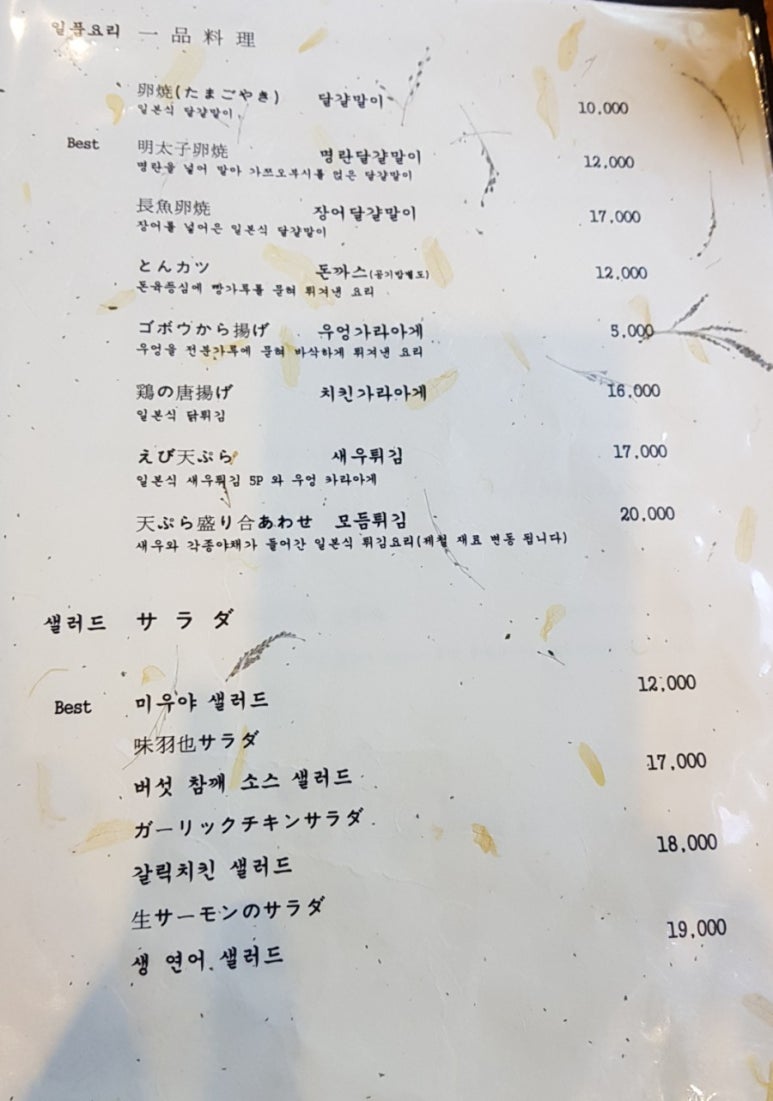 일품요리 一品料理
卵焼(たまごやき) 달걀말이 10,000
일본식 달걀말이
Best 明太子卵焼 명란달걀말이 12,000
명란을 넣어 말아 가쯔오부시를 얹은 달걀말이
長魚卵焼 장어달걀말이 17,000
장어를 넣어은 일본식 달걀말이
とんカツ 돈까스(공기밥별도) 12,000
돈육등심에 빵가루를 묻혀 튀겨낸 요리
ゴボウから揚げ 우엉가라아게 5.000
우엉을 전분가루에 묻혀 바삭하게 튀겨낸 요리
鶏の唐揚げ 치킨가라아게 16,000
일본식 닭튀김
えび天ぷら 새우튀김 17,000
일본식 새우튀김 5P 와 우엉 카라아게
天ぷら盛り合あわせ 모듬튀김 20,000
새우와 각종야채가 들어간 일본식 튀김요리(제철 재료 변동 됩니다)
샐러드 サラダ
Best 미우야 샐러드 12,000
味羽也サラダ
버섯 참깨 소스 샐러드 17,000
ガーリックチキンサラダ
갈릭치킨 샐러드 18,000
生サーモンのサラダ
생 연어 샐러드 19,000